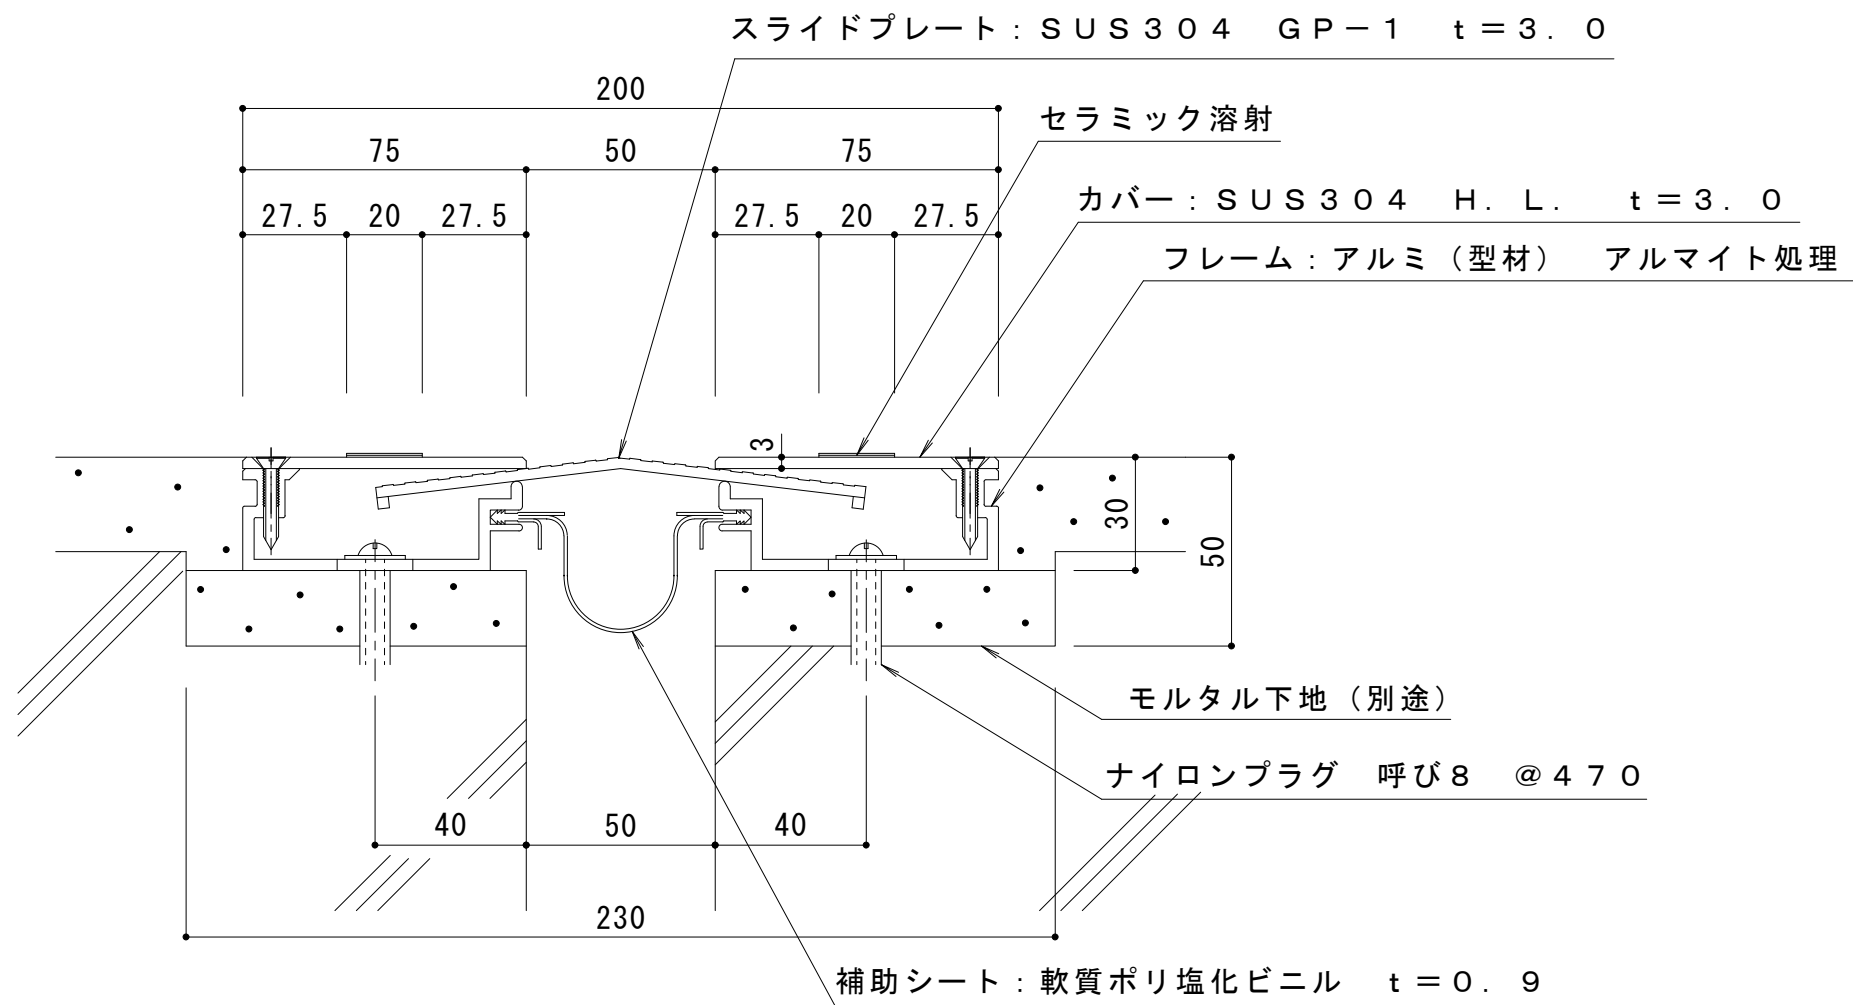 スライドプレート：ＳＵＳ３０４　ＧＰ－１　ｔ＝３．０
200
セラミック溶射
75 50 75
カバー：ＳＵＳ３０４　Ｈ．Ｌ．　ｔ＝３．０
27.5 20 27.5 27.5 20 27.5
フレーム：アルミ（型材）　アルマイト処理
3
30
50
モルタル下地（別途）
ナイロンプラグ　呼び８　＠４７０
40 50 40
230
補助シート：軟質ポリ塩化ビニル　ｔ＝０．９